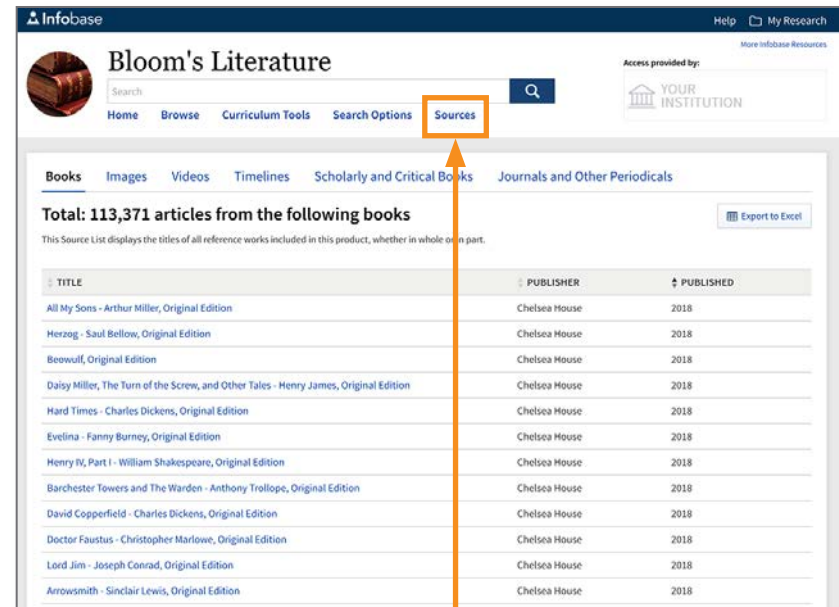 Infobase
Help My Research
More Infobase Resources
Bloom's Literature
Access provided by:
Search
YOUR
INSTITUTION
Home Browse Curriculum Tools Search Options Sources
Books Images Videos Timelines Scholarly and Critical Books Journals and Other Periodicals
Total: 113,371 articles from the following books
Export to Excel
This Source List displays the titles of all reference works included in this product, whether in whole or in part.
TITLE PUBLISHER PUBLISHED
All My Sons - Arthur Miller, Original Edition Chelsea House 2018
Herzog - Saul Bellow, Original Edition Chelsea House 2018
Beowulf, Original Edition Chelsea House 2018
Daisy Miller, The Turn of the Screw, and Other Tales - Henry James, Original Edition Chelsea House 2018
Hard Times - Charles Dickens, Original Edition Chelsea House 2018
Evelina - Fanny Burney, Original Edition Chelsea House 2018
Henry IV, Part I - William Shakespeare, Original Edition Chelsea House 2018
Barchester Towers and The Warden - Anthony Trollope, Original Edition Chelsea House 2018
David Copperfield - Charles Dickens, Original Edition Chelsea House 2018
Doctor Faustus - Christopher Marlowe, Original Edition Chelsea House 2018
Lord Jim - Joseph Conrad, Original Edition Chelsea House 2018
Arrowsmith - Sinclair Lewis, Original Edition Chelsea House 2018